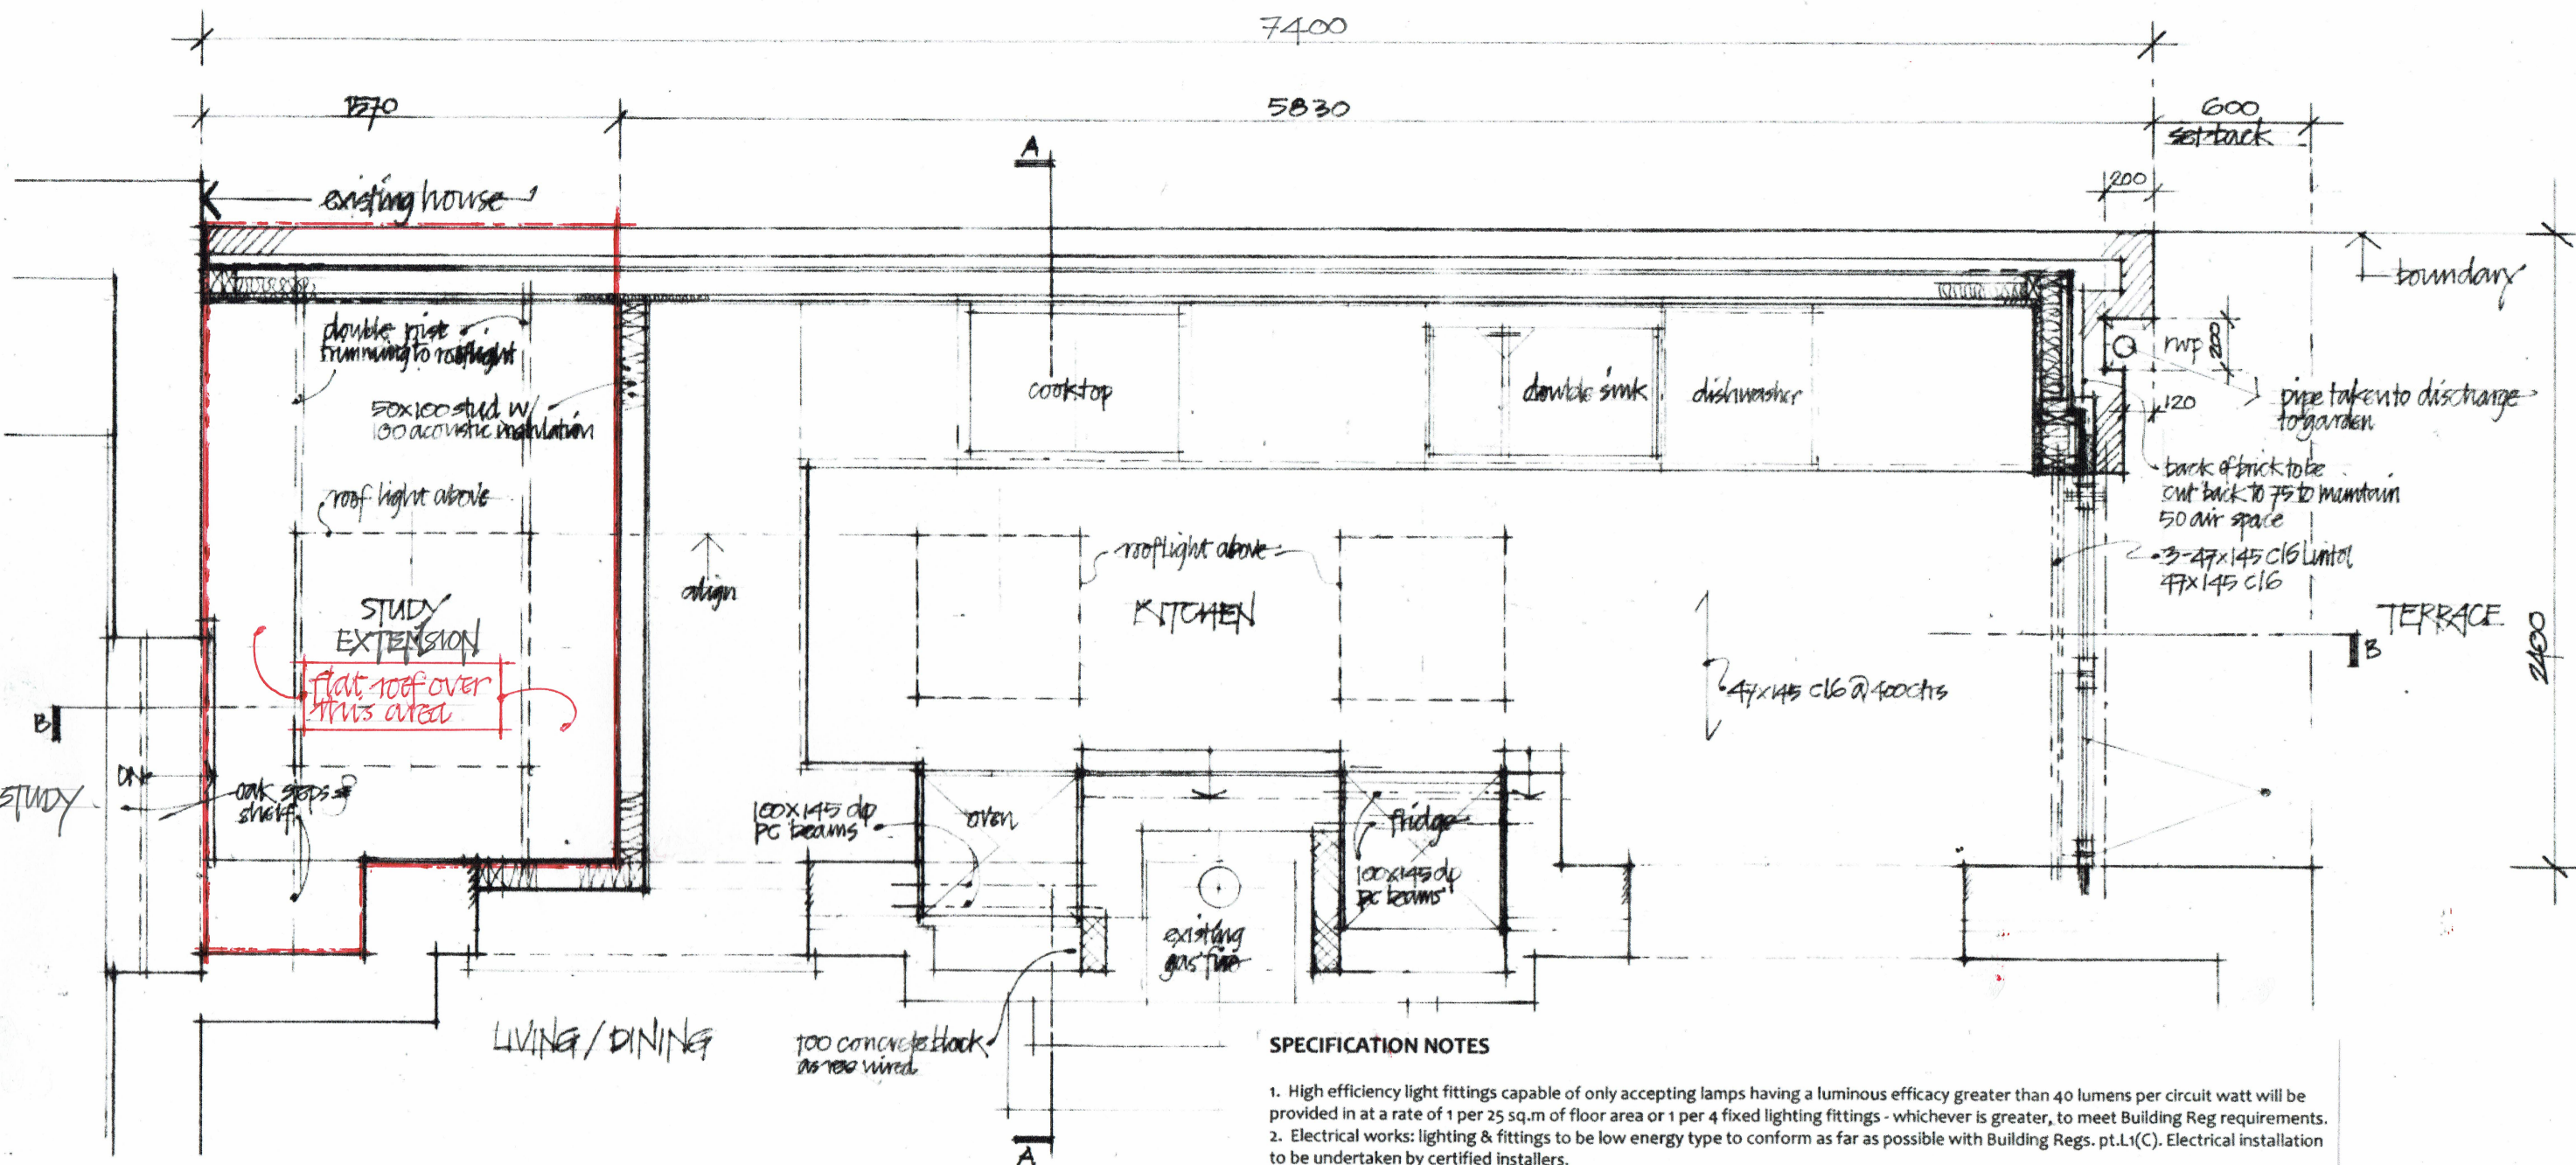 7400
1570
5830
600
set back
A
200
existing house
boundary
double joist
trimming to rooflight
rwp
200
cooktop
double sink
dishwasher
50x100 stud w/
100 acoustic insulation
120
pipe taken to discharge
to garden
roof light above
back of brick to be
cut back to 75 to maintain
50 air space
rooflight above
3-47x145 C16 Lintol
47x145 C16
align
STUDY
EXTENSION
KITCHEN
TERRACE
B
2400
flat roof over
this area
47x145 C16 @ 400 ctrs
B
DN
STUDY
oak steps &
shelf
100x145 dp
PC beams
oven
fridge
100x145 dp
PC beams
existing
gas fire
LIVING / DINING
100 concrete block
as required
A
SPECIFICATION NOTES
1. High efficiency light fittings capable of only accepting lamps having a luminous efficacy greater than 40 lumens per circuit watt will be
provided in at a rate of 1 per 25 sq.m of floor area or 1 per 4 fixed lighting fittings - whichever is greater, to meet Building Reg requirements.
2. Electrical works: lighting & fittings to be low energy type to conform as far as possible with Building Regs. pt.L1(C). Electrical installation
to be undertaken by certified installers.